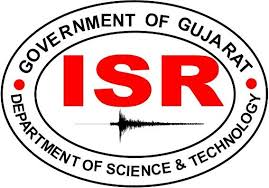 GOVERNMENT OF GUJARAT
ISR
DEPARTMENT OF SCIENCE & TECHNOLOGY